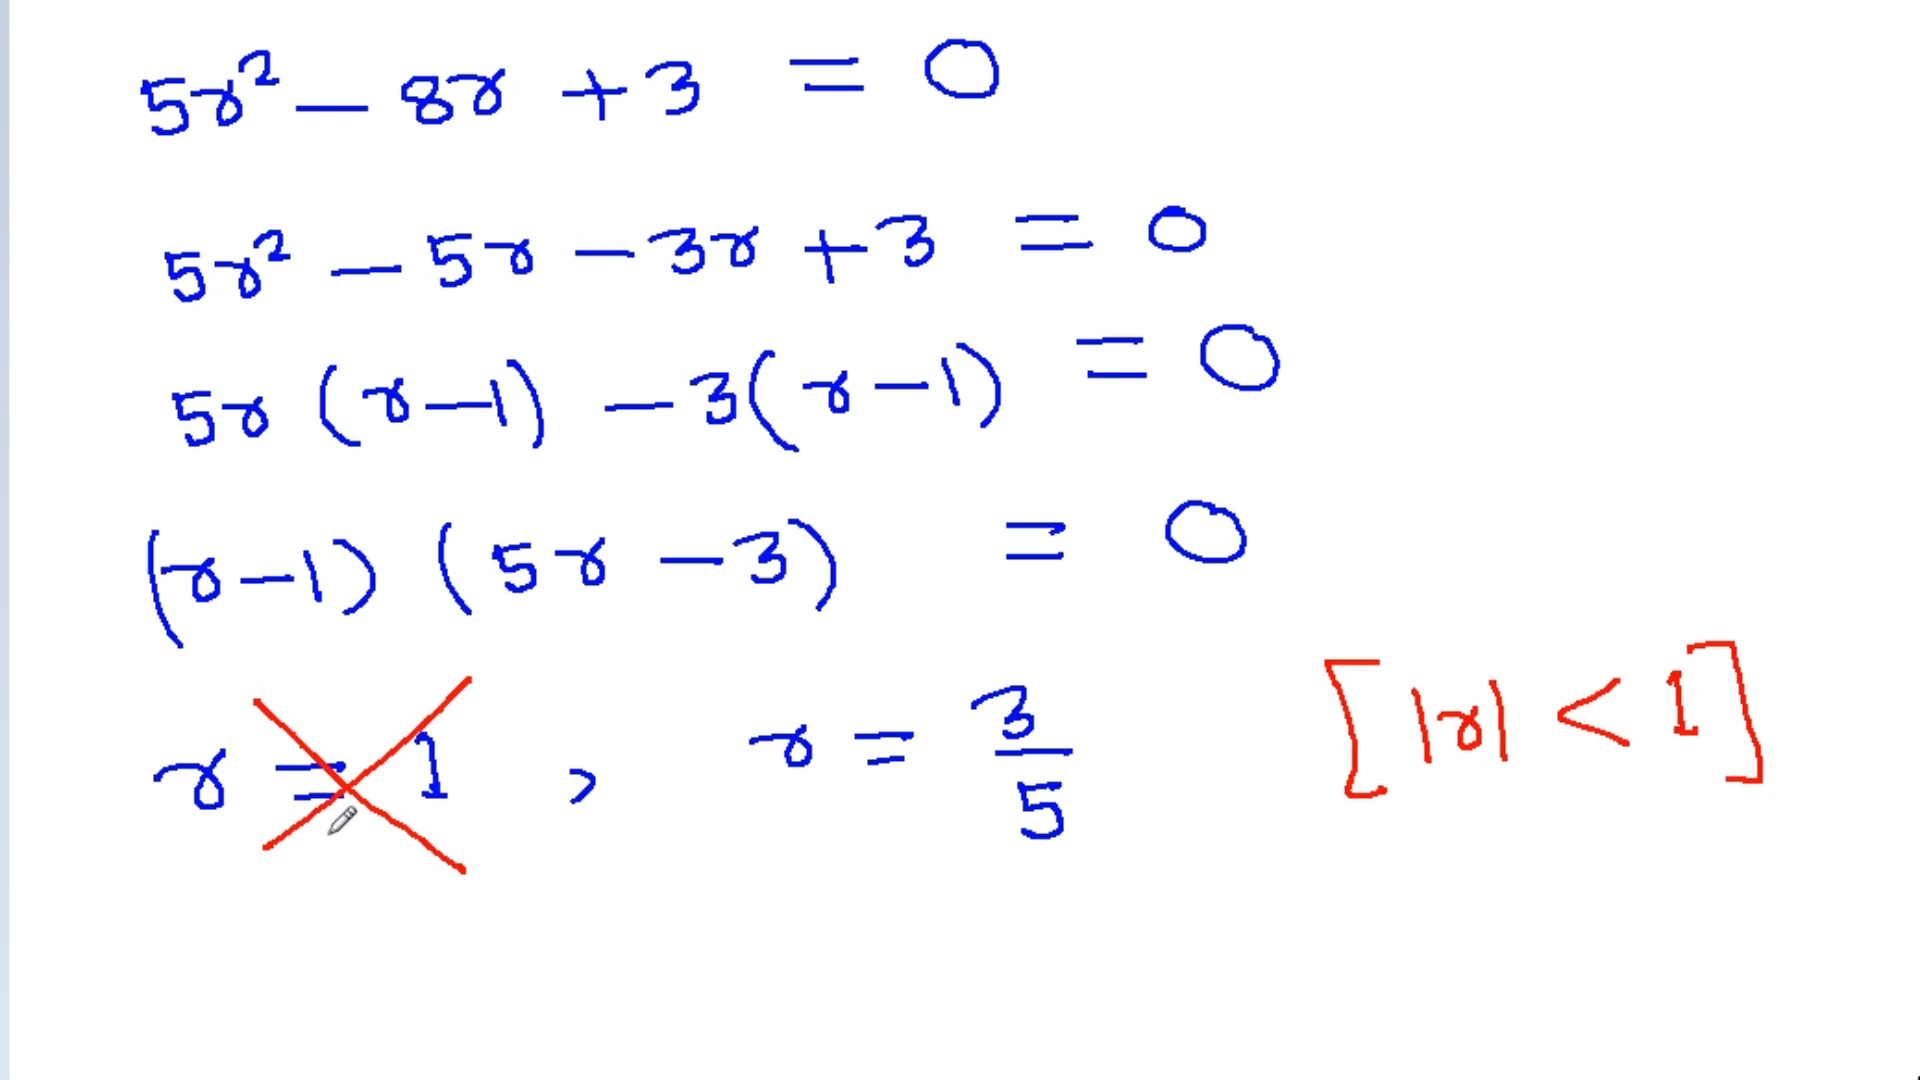 5r² − 8r + 3 = 0
5r² − 5r − 3r + 3 = 0
5r (r−1) − 3(r−1) = 0
(r−1) (5r − 3) = 0
r = 1 , r = 3/5 [|r| < 1]